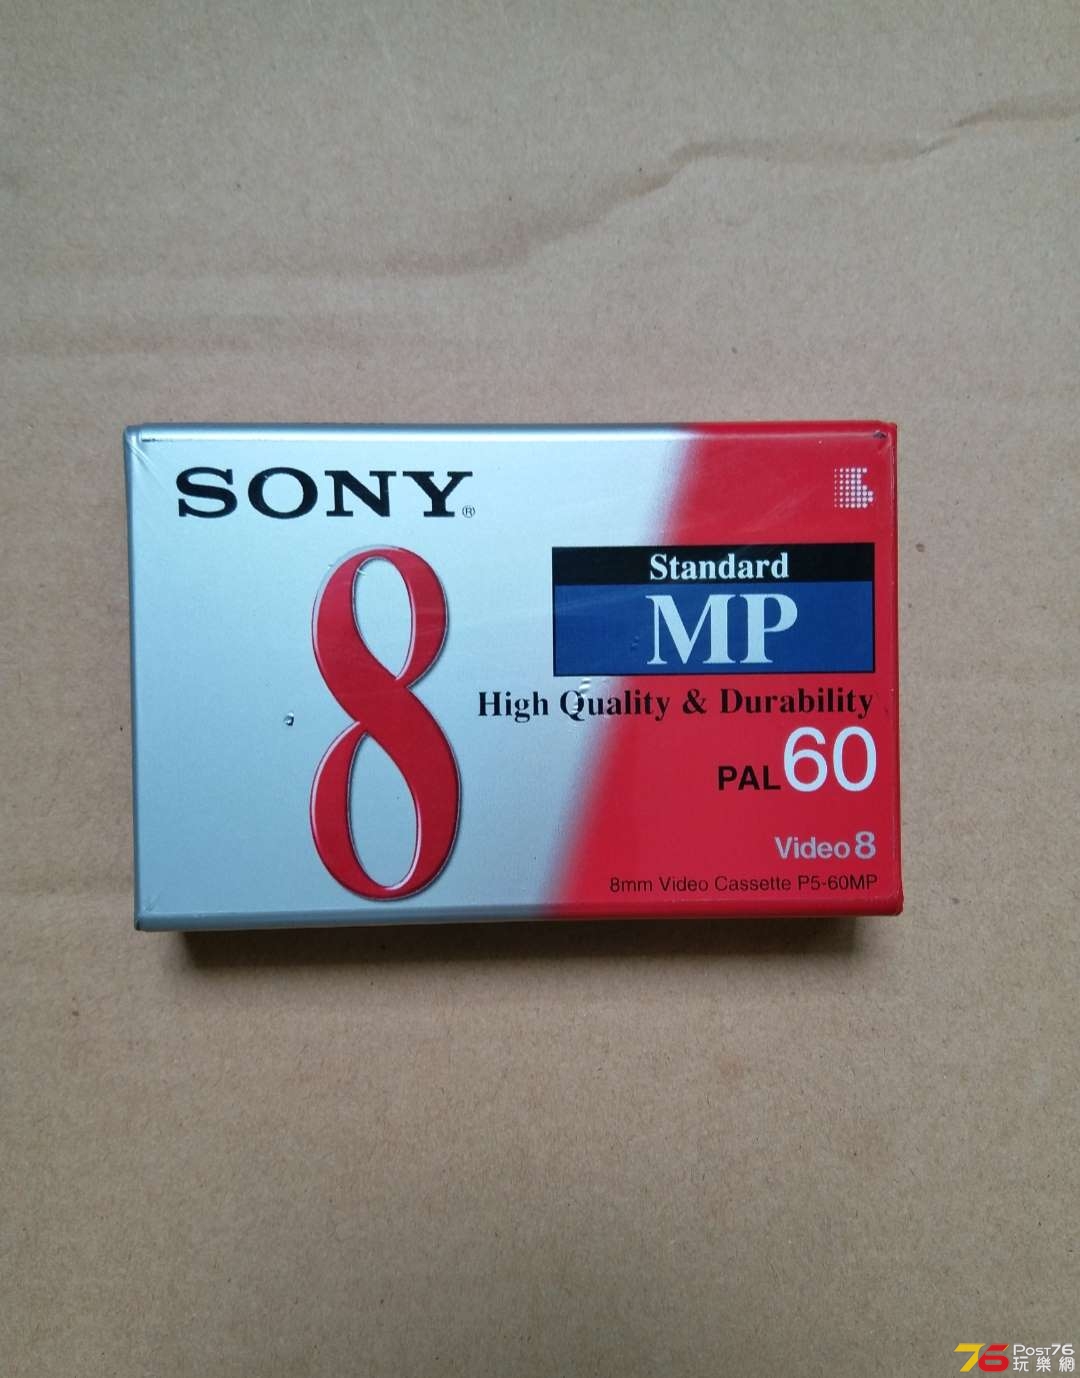 SONY®
8
Standard
MP
High Quality & Durability
PAL 60
Video 8
8mm Video Cassette P5-60MP
76 POST76
玩樂網